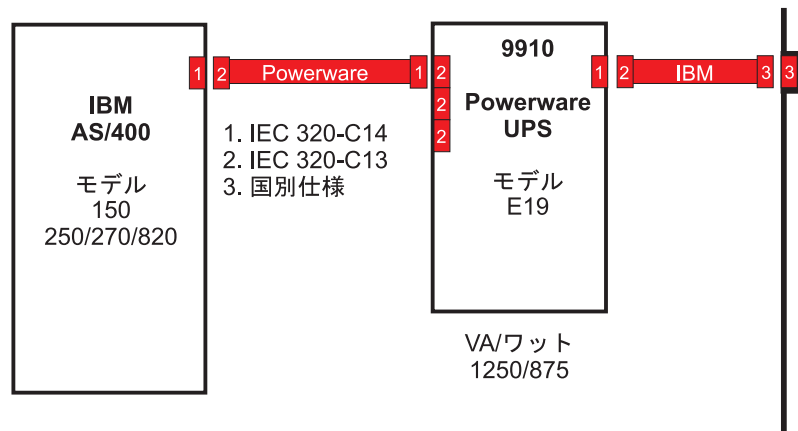 IBM
AS/400
モデル
150
250/270/820
1
2 Powerware 1
1. IEC 320-C14
2. IEC 320-C13
3. 国別仕様
9910
Powerware
UPS
モデル
E19
2
2
2
1
VA/ワット
1250/875
2 IBM 3
3